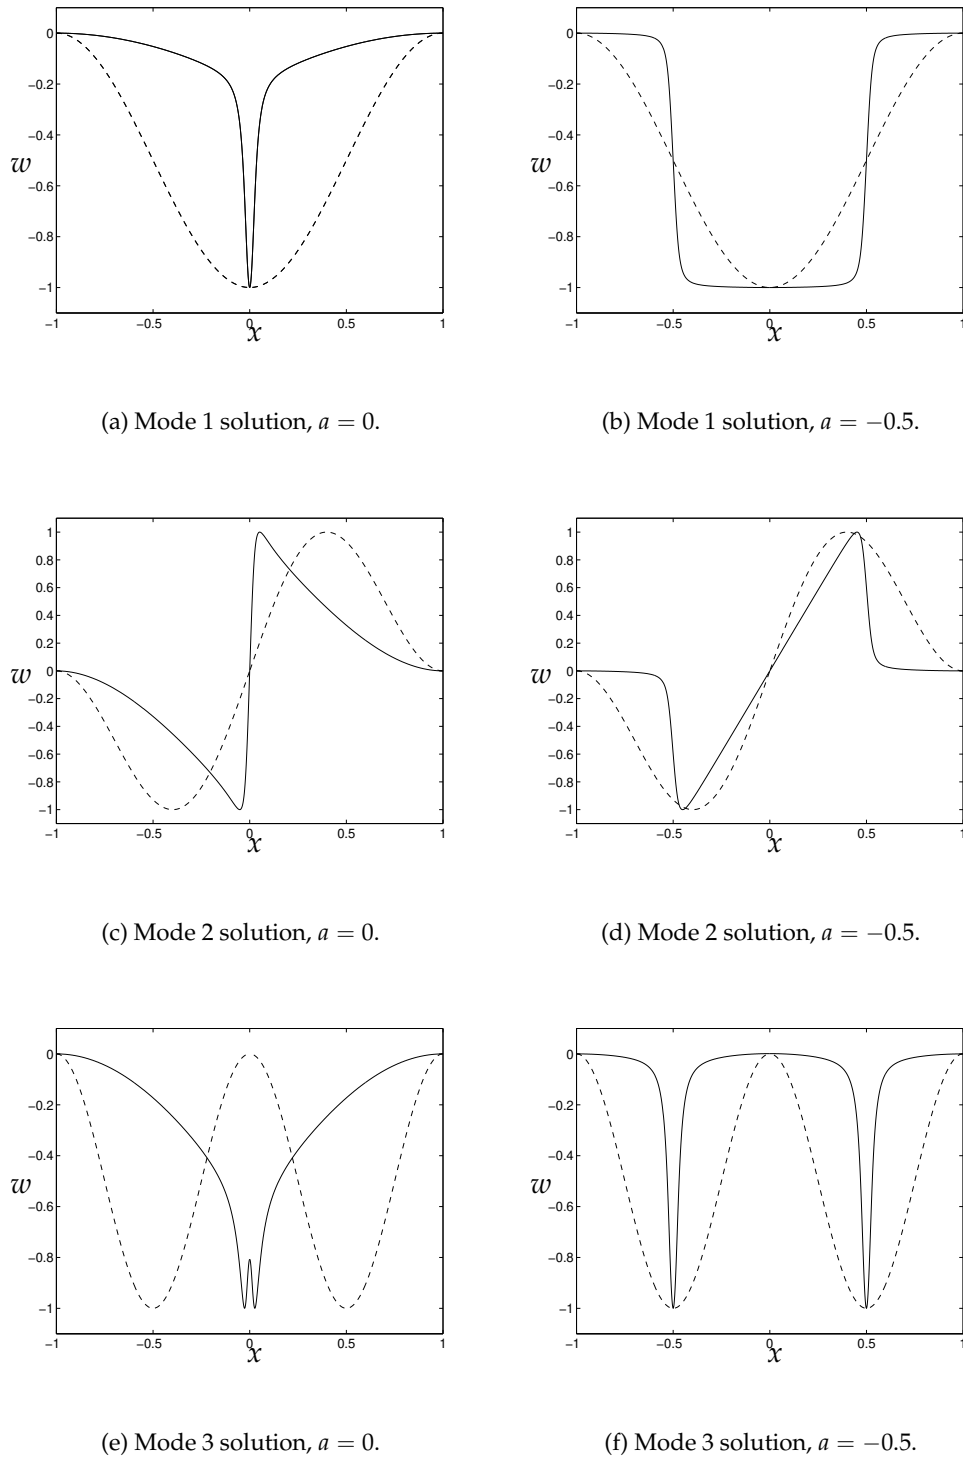 0
−0.2
−0.4
w
−0.6
−0.8
−1
−1 −0.5 0 0.5 1
x
0
−0.2
−0.4
w
−0.6
−0.8
−1
−1 −0.5 0 0.5 1
x
(a) Mode 1 solution, a = 0.
(b) Mode 1 solution, a = −0.5.
1
0.8
0.6
0.4
0.2
0
w
−0.2
−0.4
−0.6
−0.8
−1
−1 −0.5 0 0.5 1
x
1
0.8
0.6
0.4
0.2
0
w
−0.2
−0.4
−0.6
−0.8
−1
−1 −0.5 0 0.5 1
x
(c) Mode 2 solution, a = 0.
(d) Mode 2 solution, a = −0.5.
0
−0.2
−0.4
w
−0.6
−0.8
−1
−1 −0.5 0 0.5 1
x
0
−0.2
−0.4
w
−0.6
−0.8
−1
−1 −0.5 0 0.5 1
x
(e) Mode 3 solution, a = 0.
(f) Mode 3 solution, a = −0.5.